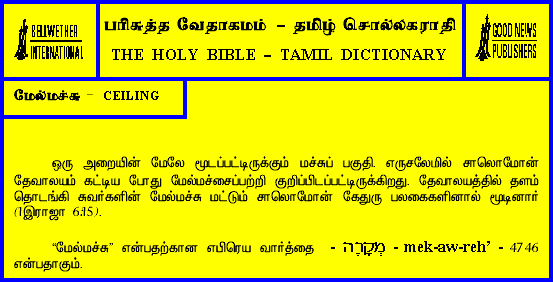 BELLWETHER
INTERNATIONAL
பரிசுத்த வேதாகமம் – தமிழ் சொல்லகராதி
THE HOLY BIBLE – TAMIL DICTIONARY
GOOD NEWS
PUBLISHERS
மேல்மச்சு – CEILING
ஒரு அறையின் மேலே மூடப்பட்டிருக்கும் மச்சுப் பகுதி. எருசலேமில் சாலொமோன்
தேவாலயம் கட்டிய போது மேல்மச்சைப்பற்றி குறிப்பிடப்பட்டிருக்கிறது. தேவாலயத்தில் தளம்
தொடங்கி சுவர்களின் மேல்மச்சு மட்டும் சாலொமோன் கேதுரு பலகைகளினால் மூடினார்
(1இராஜா 6:15).
“மேல்மச்சு” என்பதற்கான எபிரெய வார்த்தை - מְקָרֶה - mek-aw-reh’ - 4746
என்பதாகும்.